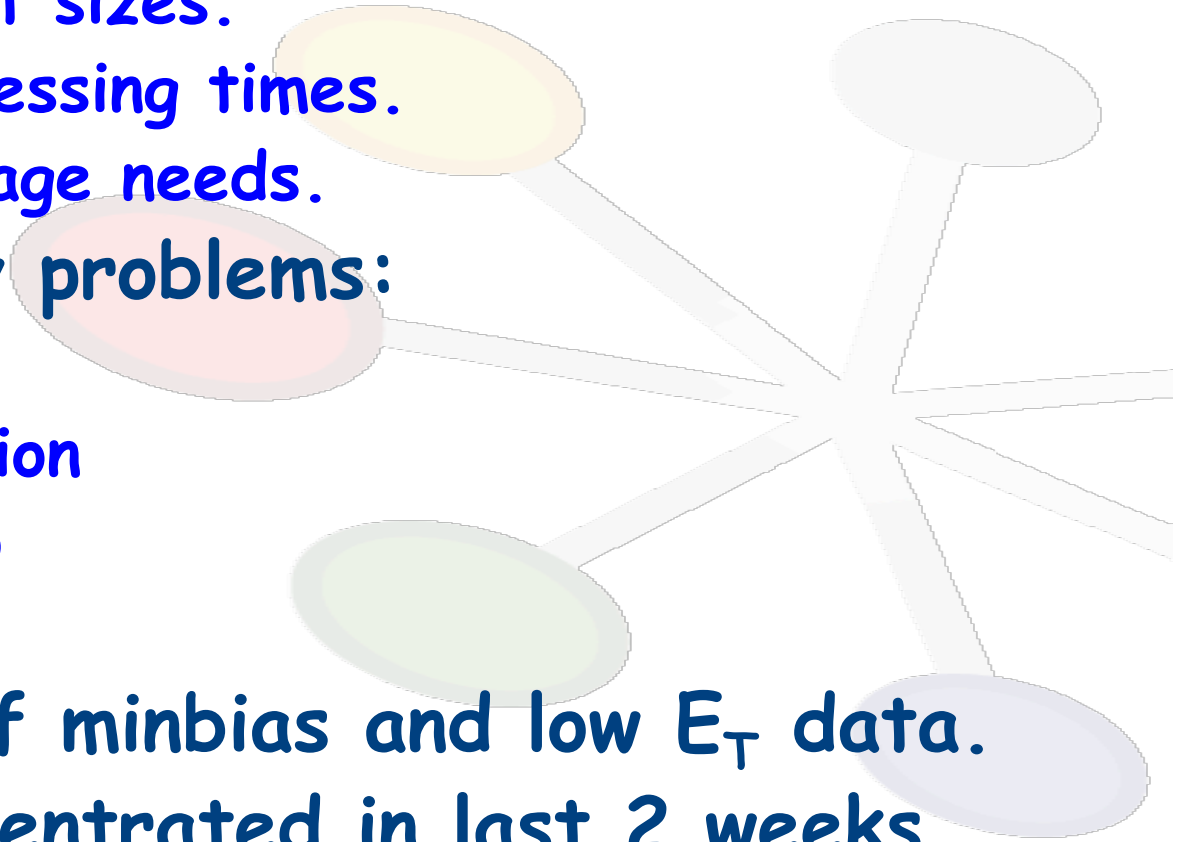 sizes.
essing times.
age needs.
problems:
ion
f minbias and low E_T data.
entrated in last 2 weeks